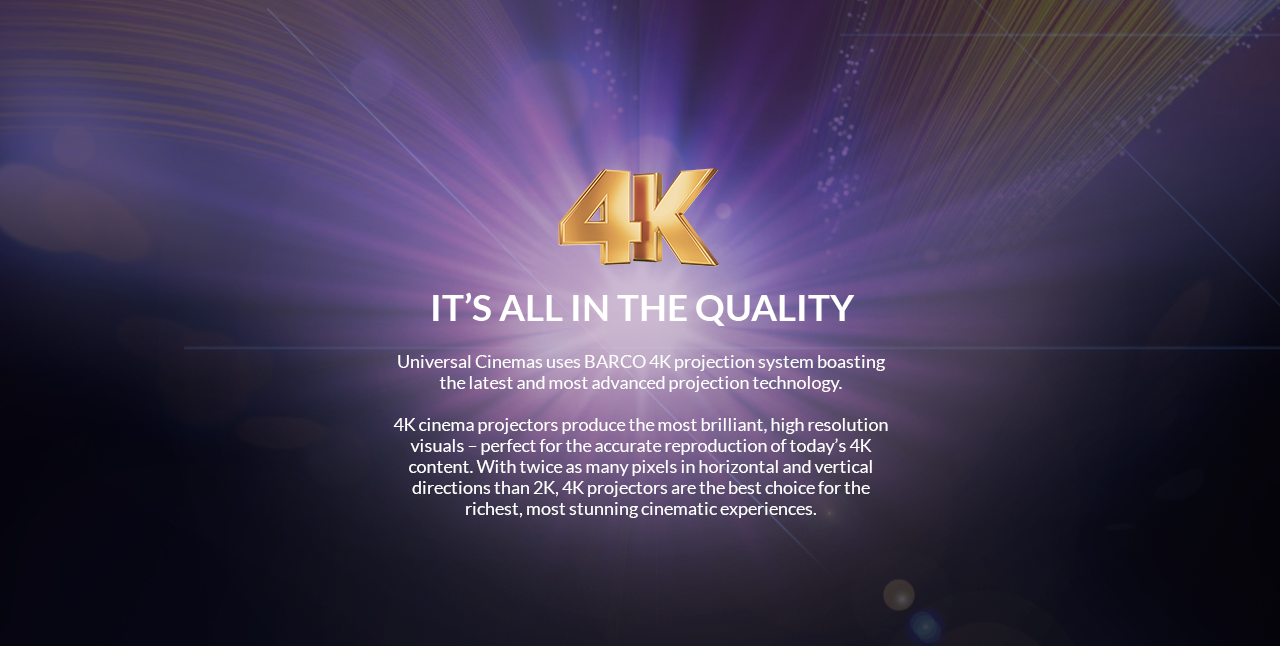 4K
IT’S ALL IN THE QUALITY
Universal Cinemas uses BARCO 4K projection system boasting
the latest and most advanced projection technology.
4K cinema projectors produce the most brilliant, high resolution
visuals – perfect for the accurate reproduction of today’s 4K
content. With twice as many pixels in horizontal and vertical
directions than 2K, 4K projectors are the best choice for the
richest, most stunning cinematic experiences.